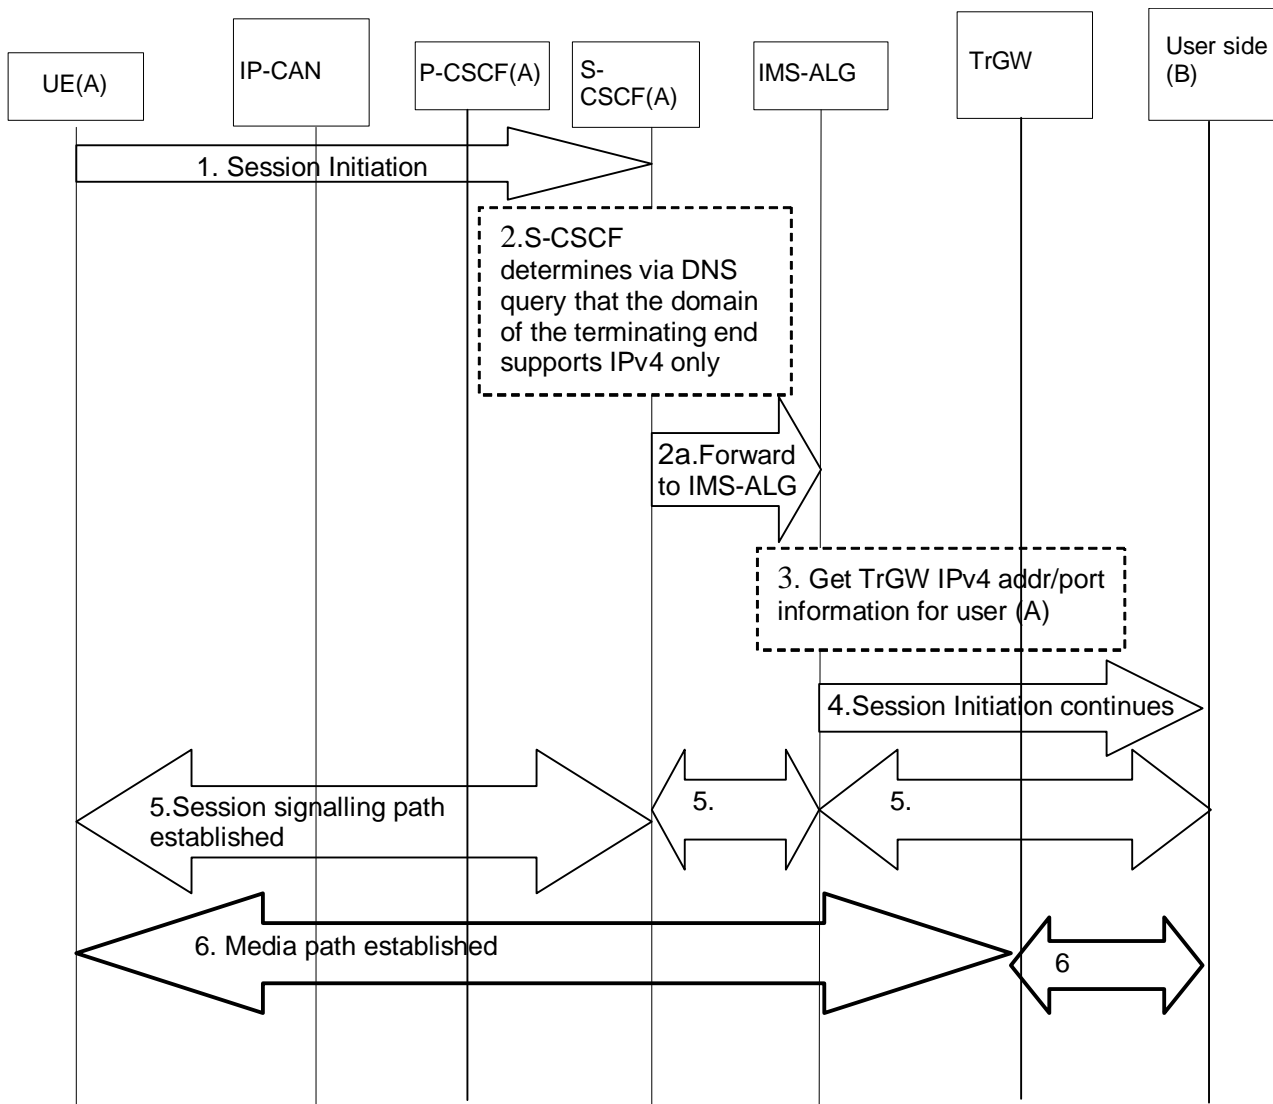 UE(A)
IP-CAN
P-CSCF(A)
S-
CSCF(A)
IMS-ALG
TrGW
User side
(B)
1. Session Initiation
2.S-CSCF
determines via DNS
query that the domain
of the terminating end
supports IPv4 only
2a.Forward
to IMS-ALG
3. Get TrGW IPv4 addr/port
information for user (A)
4.Session Initiation continues
5.Session signalling path
established
5.
5.
6. Media path established
6